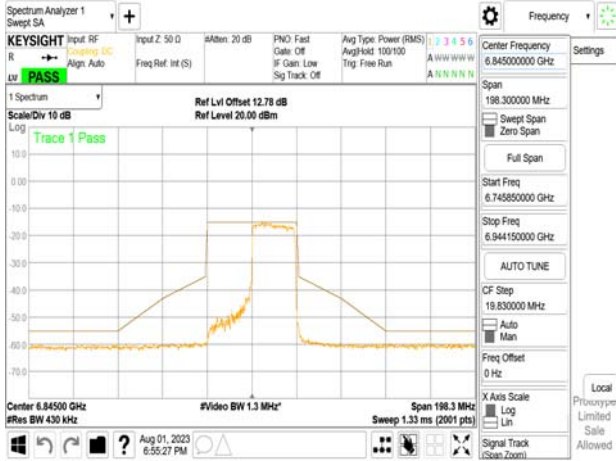 Spectrum Analyzer 1
Swept SA
Frequency
Settings
KEYSIGHT
Input: RF
Coupling: DC
Align: Auto
Input Z: 50 Ω
Freq Ref: Int (S)
#Atten: 20 dB
PNO: Fast
Gate: Off
IF Gain: Low
Sig Track: Off
Avg Type: Power (RMS)
Avg|Hold: 100/100
Trig: Free Run
1 2 3 4 5 6
A W W W W W
A N N N N N
R
LU PASS
1 Spectrum
Scale/Div 10 dB
Log
Ref Lvl Offset 12.78 dB
Ref Level 20.00 dBm
Trace 1 Pass
10.0
0.00
-10.0
-20.0
-30.0
-40.0
-50.0
-60.0
-70.0
Center 6.84500 GHz
#Res BW 430 kHz
#Video BW 1.3 MHz*
Span 198.3 MHz
Sweep 1.33 ms (2001 pts)
Aug 01, 2023
6:55:27 PM
Center Frequency
6.845000000 GHz
Span
198.300000 MHz
Swept Span
Zero Span
Full Span
Start Freq
6.745850000 GHz
Stop Freq
6.944150000 GHz
AUTO TUNE
CF Step
19.830000 MHz
Auto
Man
Freq Offset
0 Hz
X Axis Scale
Log
Lin
Signal Track
(Span Zoom)
Local
Prototype
Limited
Sale
Allowed